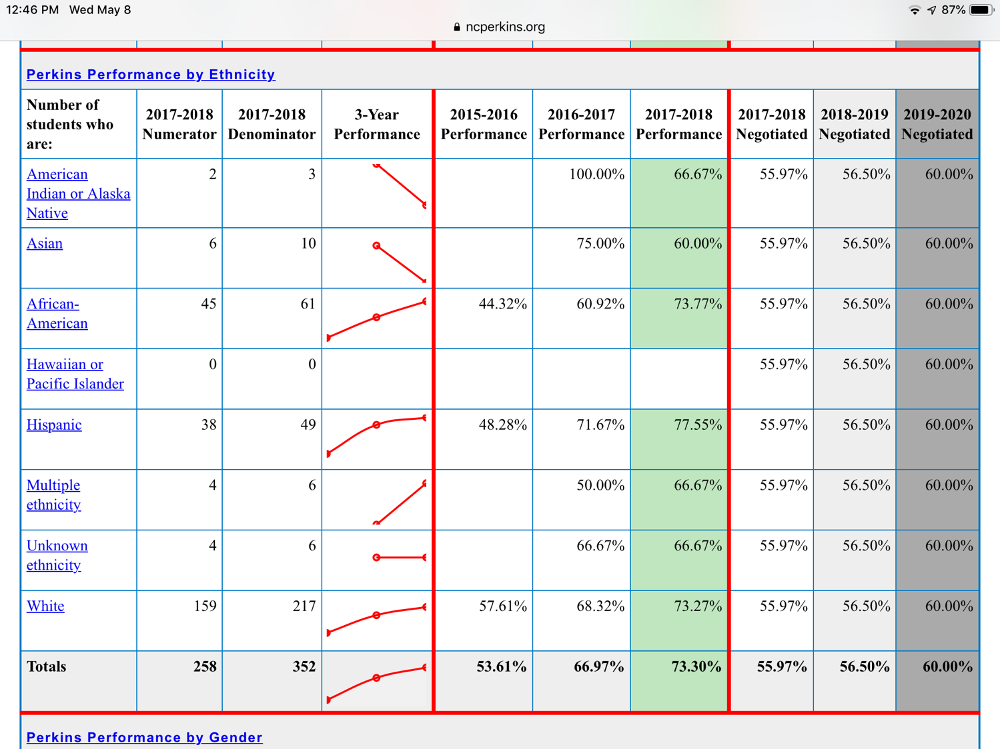 12:46 PM Wed May 8
87%
ncperkins.org
Perkins Performance by Ethnicity
Number of students who are: 2017-2018 Numerator 2017-2018 Denominator 3-Year Performance 2015-2016 Performance 2016-2017 Performance 2017-2018 Performance 2017-2018 Negotiated 2018-2019 Negotiated 2019-2020 Negotiated
American Indian or Alaska Native 2 3 100.00% 66.67% 55.97% 56.50% 60.00%
Asian 6 10 75.00% 60.00% 55.97% 56.50% 60.00%
African-American 45 61 44.32% 60.92% 73.77% 55.97% 56.50% 60.00%
Hawaiian or Pacific Islander 0 0 55.97% 56.50% 60.00%
Hispanic 38 49 48.28% 71.67% 77.55% 55.97% 56.50% 60.00%
Multiple ethnicity 4 6 50.00% 66.67% 55.97% 56.50% 60.00%
Unknown ethnicity 4 6 66.67% 66.67% 55.97% 56.50% 60.00%
White 159 217 57.61% 68.32% 73.27% 55.97% 56.50% 60.00%
Totals 258 352 53.61% 66.97% 73.30% 55.97% 56.50% 60.00%
Perkins Performance by Gender